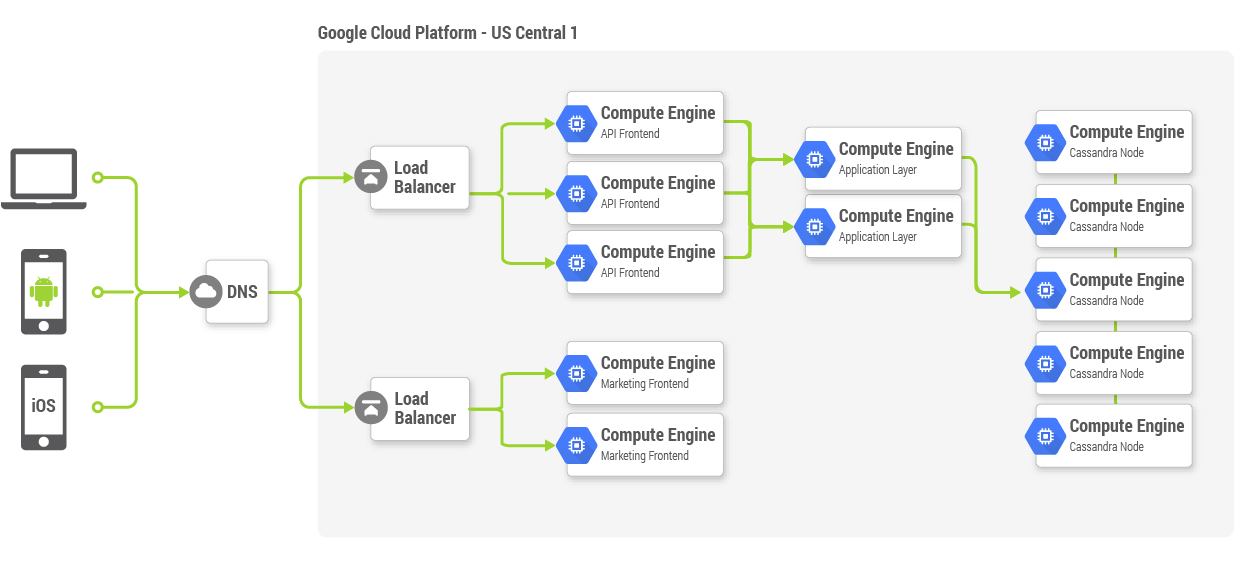 Google Cloud Platform - US Central 1
iOS
DNS
Load
Balancer
Load
Balancer
Compute Engine
API Frontend
Compute Engine
API Frontend
Compute Engine
API Frontend
Compute Engine
Marketing Frontend
Compute Engine
Marketing Frontend
Compute Engine
Application Layer
Compute Engine
Application Layer
Compute Engine
Cassandra Node
Compute Engine
Cassandra Node
Compute Engine
Cassandra Node
Compute Engine
Cassandra Node
Compute Engine
Cassandra Node